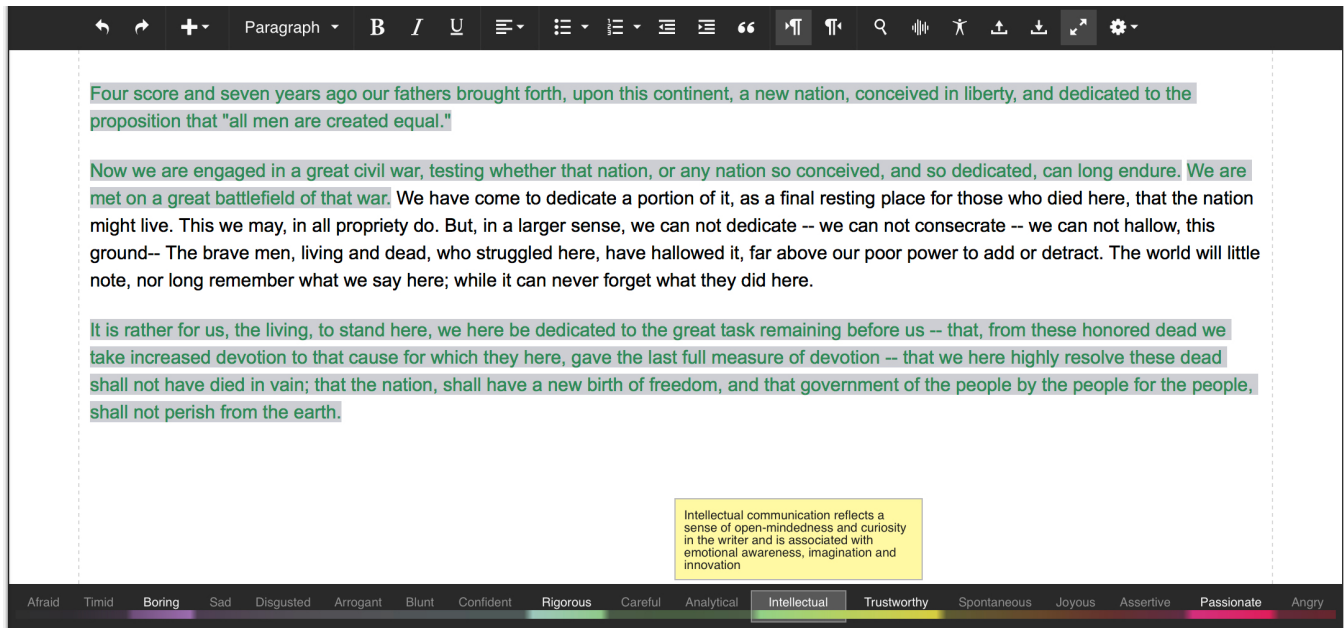 Paragraph B I U
Four score and seven years ago our fathers brought forth, upon this continent, a new nation, conceived in liberty, and dedicated to the
proposition that "all men are created equal."
Now we are engaged in a great civil war, testing whether that nation, or any nation so conceived, and so dedicated, can long endure. We are
met on a great battlefield of that war. We have come to dedicate a portion of it, as a final resting place for those who died here, that the nation
might live. This we may, in all propriety do. But, in a larger sense, we can not dedicate -- we can not consecrate -- we can not hallow, this
ground-- The brave men, living and dead, who struggled here, have hallowed it, far above our poor power to add or detract. The world will little
note, nor long remember what we say here; while it can never forget what they did here.
It is rather for us, the living, to stand here, we here be dedicated to the great task remaining before us -- that, from these honored dead we
take increased devotion to that cause for which they here, gave the last full measure of devotion -- that we here highly resolve these dead
shall not have died in vain; that the nation, shall have a new birth of freedom, and that government of the people by the people for the people,
shall not perish from the earth.
Intellectual communication reflects a
sense of open-mindedness and curiosity
in the writer and is associated with
emotional awareness, imagination and
innovation
Afraid Timid Boring Sad Disgusted Arrogant Blunt Confident Rigorous Careful Analytical Intellectual Trustworthy Spontaneous Joyous Assertive Passionate Angry